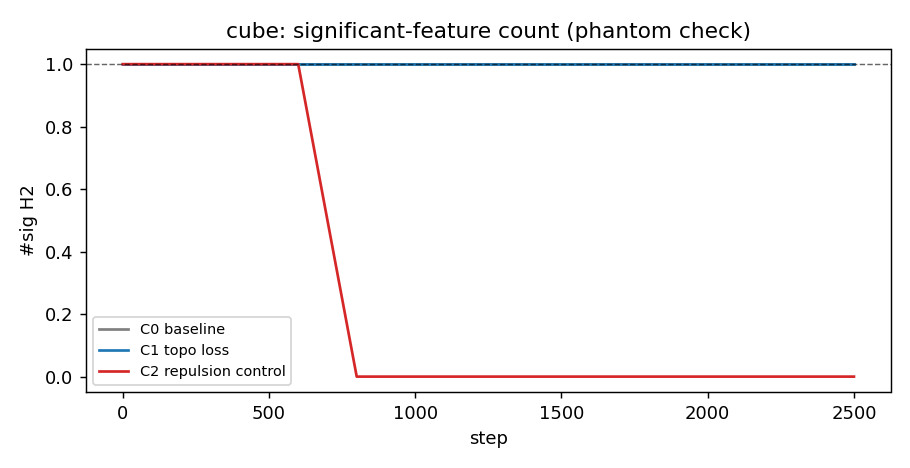 cube: significant-feature count (phantom check)
#sig H2
1.0
0.8
0.6
0.4
0.2
0.0
C0 baseline
C1 topo loss
C2 repulsion control
0 500 1000 1500 2000 2500
step